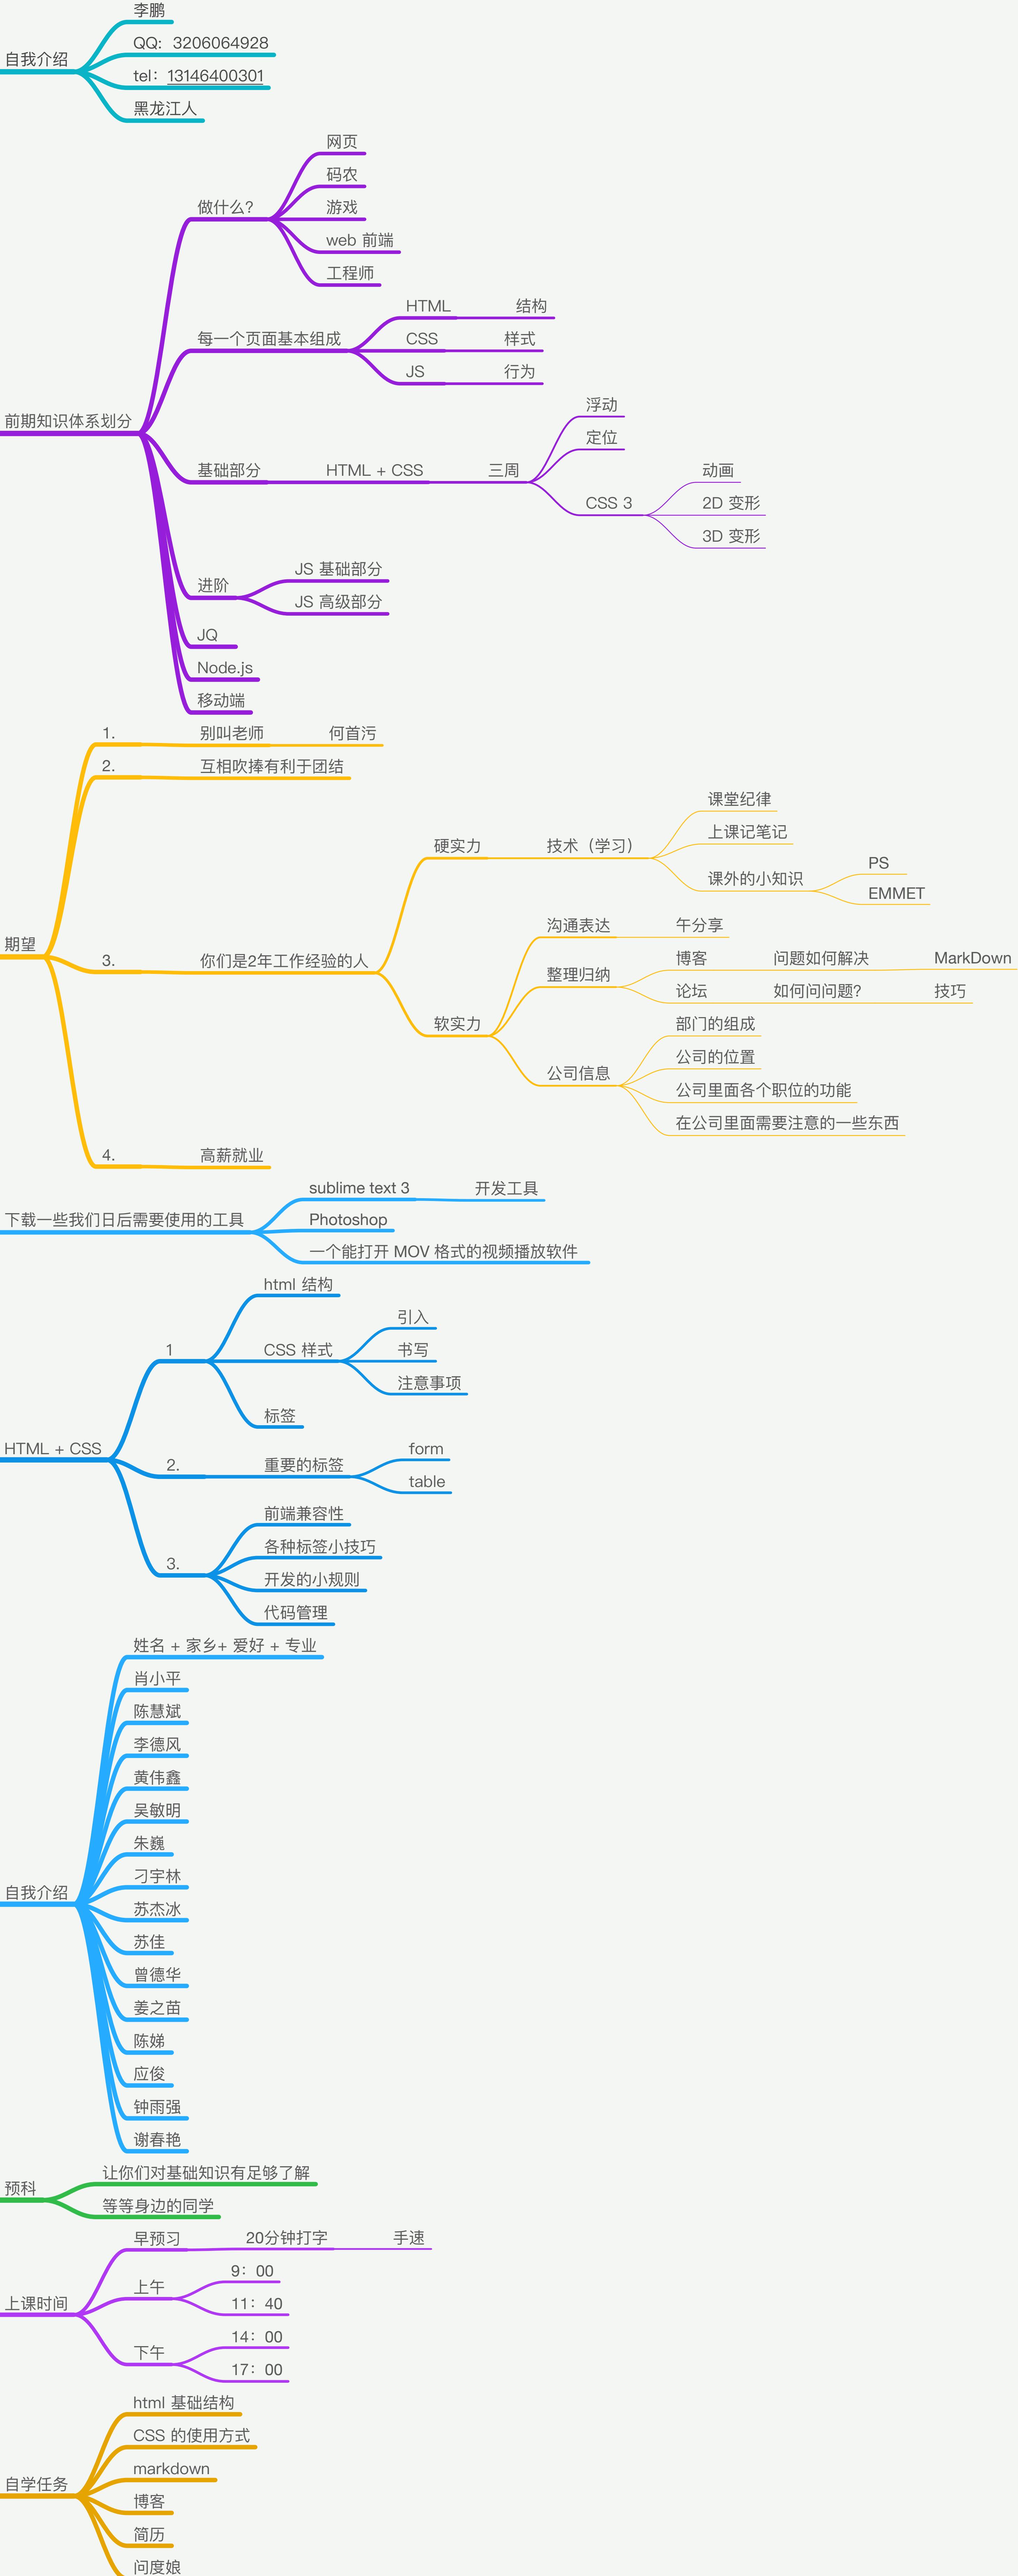 自我介绍
李鹏
QQ: 3206064928
tel：13146400301
黑龙江人
前期知识体系划分
做什么？
网页
码农
游戏
web 前端
工程师
每一个页面基本组成
HTML
结构
CSS
样式
JS
行为
基础部分
HTML + CSS
三周
浮动
定位
CSS 3
动画
2D 变形
3D 变形
进阶
JS 基础部分
JS 高级部分
JQ
Node.js
移动端
期望
1.
别叫老师
何首污
2.
互相吹捧有利于团结
3.
你们是2年工作经验的人
硬实力
技术（学习）
课堂纪律
上课记笔记
课外的小知识
PS
EMMET
软实力
沟通表达
午分享
整理归纳
博客
问题如何解决
MarkDown
论坛
如何问问题？
技巧
公司信息
部门的组成
公司的位置
公司里面各个职位的功能
在公司里面需要注意的一些东西
4.
高薪就业
下载一些我们日后需要使用的工具
sublime text 3
开发工具
Photoshop
一个能打开 MOV 格式的视频播放软件
HTML + CSS
1
html 结构
CSS 样式
引入
书写
注意事项
标签
2.
重要的标签
form
table
3.
前端兼容性
各种标签小技巧
开发的小规则
代码管理
自我介绍
姓名 + 家乡+ 爱好 + 专业
肖小平
陈慧斌
李德风
黄伟鑫
吴敏明
朱巍
刁宇林
苏杰冰
苏佳
曾德华
姜之苗
陈娣
应俊
钟雨强
谢春艳
预科
让你们对基础知识有足够了解
等等身边的同学
上课时间
早预习
20分钟打字
手速
上午
9：00
11：40
下午
14：00
17：00
自学任务
html 基础结构
CSS 的使用方式
markdown
博客
简历
问度娘